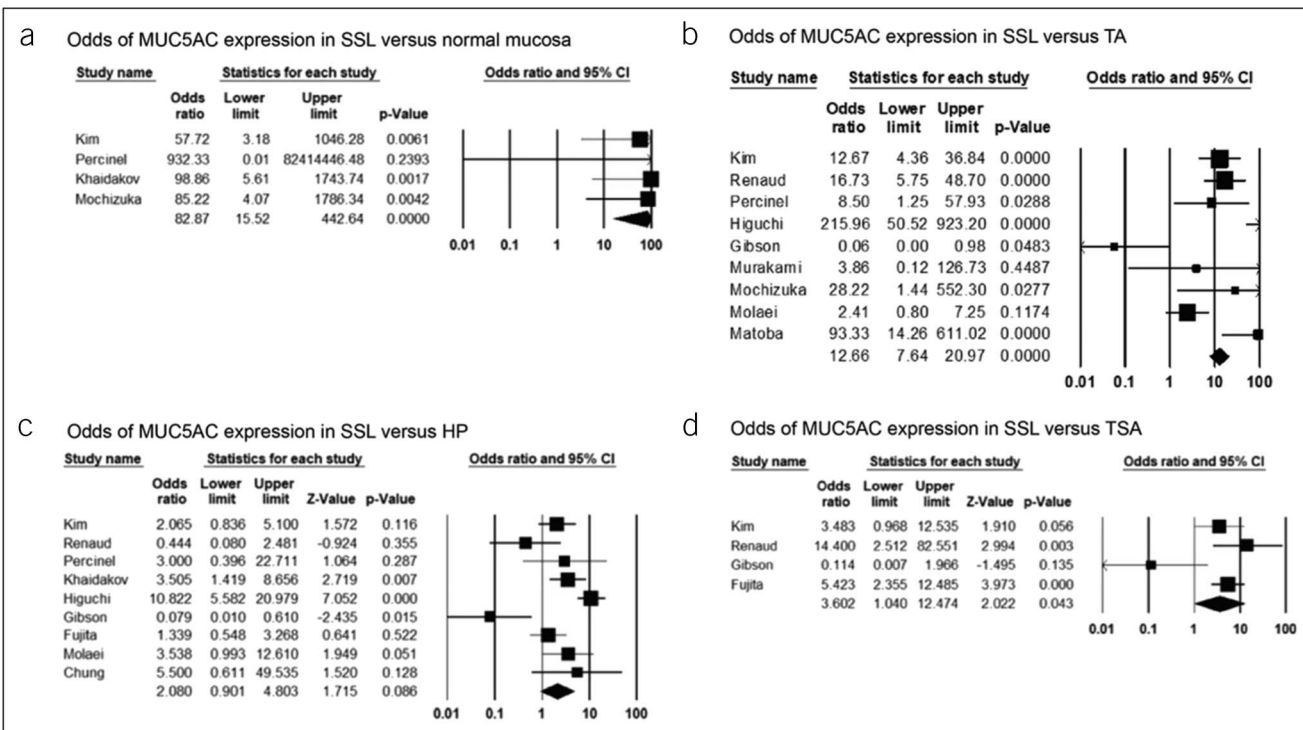 a Odds of MUC5AC expression in SSL versus normal mucosa
Study name Statistics for each study Odds ratio and 95% CI
Odds ratio Lower limit Upper limit p-Value
Kim 57.72 3.18 1046.28 0.0061
Percinel 932.33 0.01 82414446.48 0.2393
Khaidakov 98.86 5.61 1743.74 0.0017
Mochizuka 85.22 4.07 1786.34 0.0042
82.87 15.52 442.64 0.0000
0.01 0.1 1 10 100
b Odds of MUC5AC expression in SSL versus TA
Study name Statistics for each study Odds ratio and 95% CI
Odds ratio Lower limit Upper limit p-Value
Kim 12.67 4.36 36.84 0.0000
Renaud 16.73 5.75 48.70 0.0000
Percinel 8.50 1.25 57.93 0.0288
Higuchi 215.96 50.52 923.20 0.0000
Gibson 0.06 0.00 0.98 0.0483
Murakami 3.86 0.12 126.73 0.4487
Mochizuka 28.22 1.44 552.30 0.0277
Molaei 2.41 0.80 7.25 0.1174
Matoba 93.33 14.26 611.02 0.0000
12.66 7.64 20.97 0.0000
0.01 0.1 1 10 100
c Odds of MUC5AC expression in SSL versus HP
Study name Statistics for each study Odds ratio and 95% CI
Odds ratio Lower limit Upper limit Z-Value p-Value
Kim 2.065 0.836 5.100 1.572 0.116
Renaud 0.444 0.080 2.481 -0.924 0.355
Percinel 3.000 0.396 22.711 1.064 0.287
Khaidakov 3.505 1.419 8.656 2.719 0.007
Higuchi 10.822 5.582 20.979 7.052 0.000
Gibson 0.079 0.010 0.610 -2.435 0.015
Fujita 1.339 0.548 3.268 0.641 0.522
Molaei 3.538 0.993 12.610 1.949 0.051
Chung 5.500 0.611 49.535 1.520 0.128
2.080 0.901 4.803 1.715 0.086
0.01 0.1 1 10 100
d Odds of MUC5AC expression in SSL versus TSA
Study name Statistics for each study Odds ratio and 95% CI
Odds ratio Lower limit Upper limit Z-Value p-Value
Kim 3.483 0.968 12.535 1.910 0.056
Renaud 14.400 2.512 82.551 2.994 0.003
Gibson 0.114 0.007 1.966 -1.495 0.135
Fujita 5.423 2.355 12.485 3.973 0.000
3.602 1.040 12.474 2.022 0.043
0.01 0.1 1 10 100